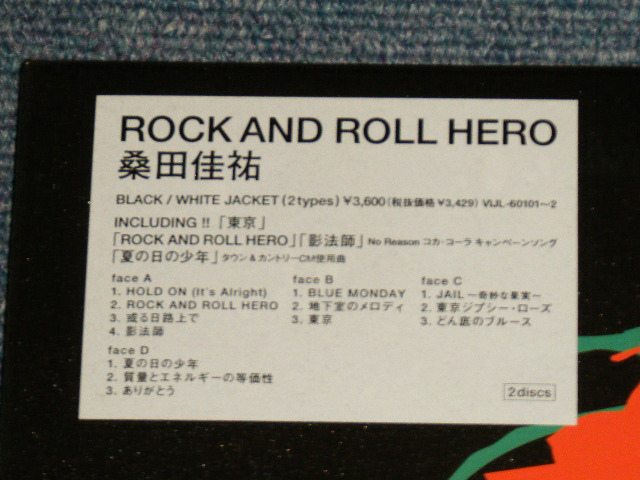 ROCK AND ROLL HERO
桑田佳祐
BLACK / WHITE JACKET (2types) ¥3,600(税抜価格 ¥3,429) VIJL-60101〜2
INCLUDING !! 「東京」
「ROCK AND ROLL HERO」「影法師」 No Reason コカ・コーラ キャンペーンソング
「夏の日の少年」 タウン&カントリーCM使用曲
face A
1. HOLD ON (It's Alright)
2. ROCK AND ROLL HERO
3. 或る日路上で
4. 影法師
face B
1. BLUE MONDAY
2. 地下室のメロディ
3. 東京
face C
1. JAIL 〜奇妙な果実〜
2. 東京ジプシー・ローズ
3. どん底のブルース
face D
1. 夏の日の少年
2. 質量とエネルギーの等価性
3. ありがとう
2discs